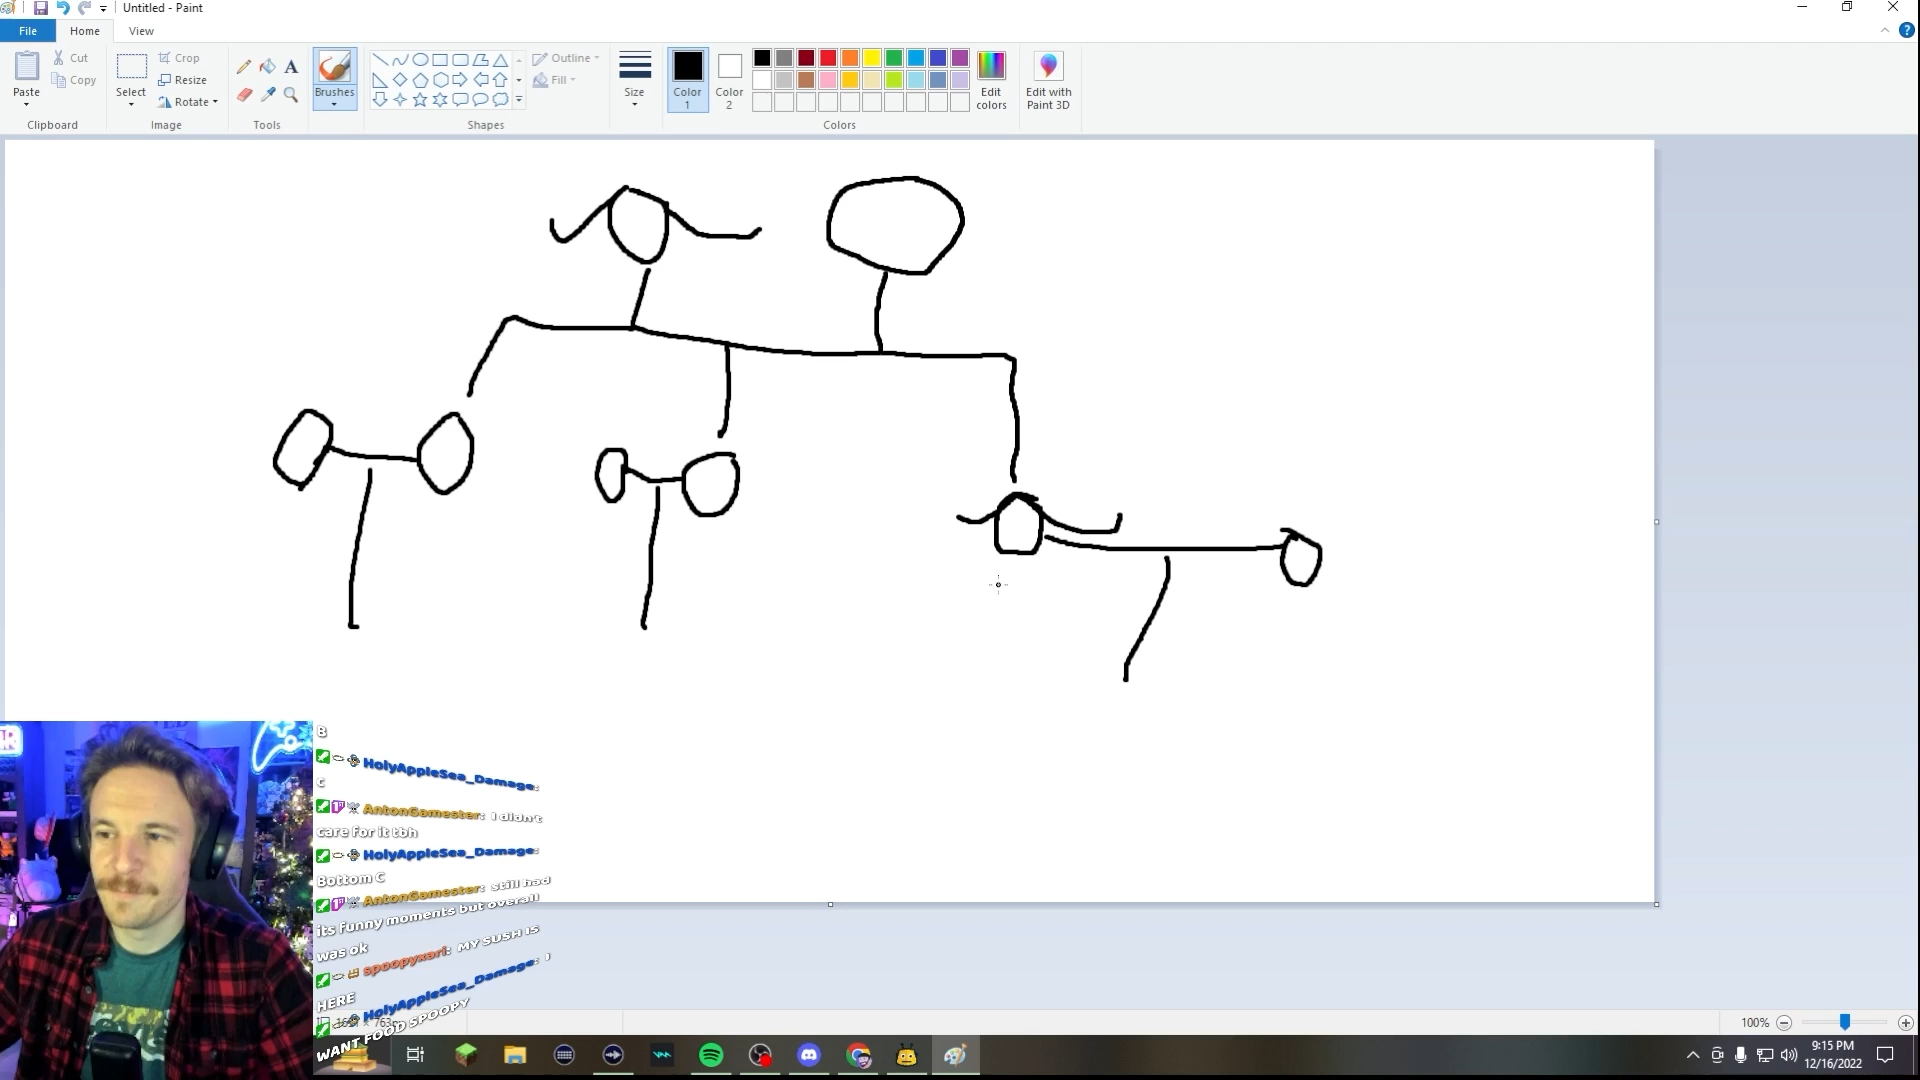 Untitled - Paint
File
Home
View
Paste
Cut
Copy
Clipboard
Select
Crop
Resize
Rotate
Image
Tools
Brushes
Shapes
Outline
Fill
Size
Color
1
Color
2
Colors
Edit
colors
Edit with
Paint 3D
B
HolyAppleSea_Damage:
C
AntonGamester: I didn't
care for it tbh
HolyAppleSea_Damage:
Bottom C
AntonGamester: still had
its funny moments but overall
was ok
spoopyxari: MY SUSH IS
HERE
HolyAppleSea_Damage: I
WANT FOOD SPOOPY
100%
9:15 PM
12/16/2022